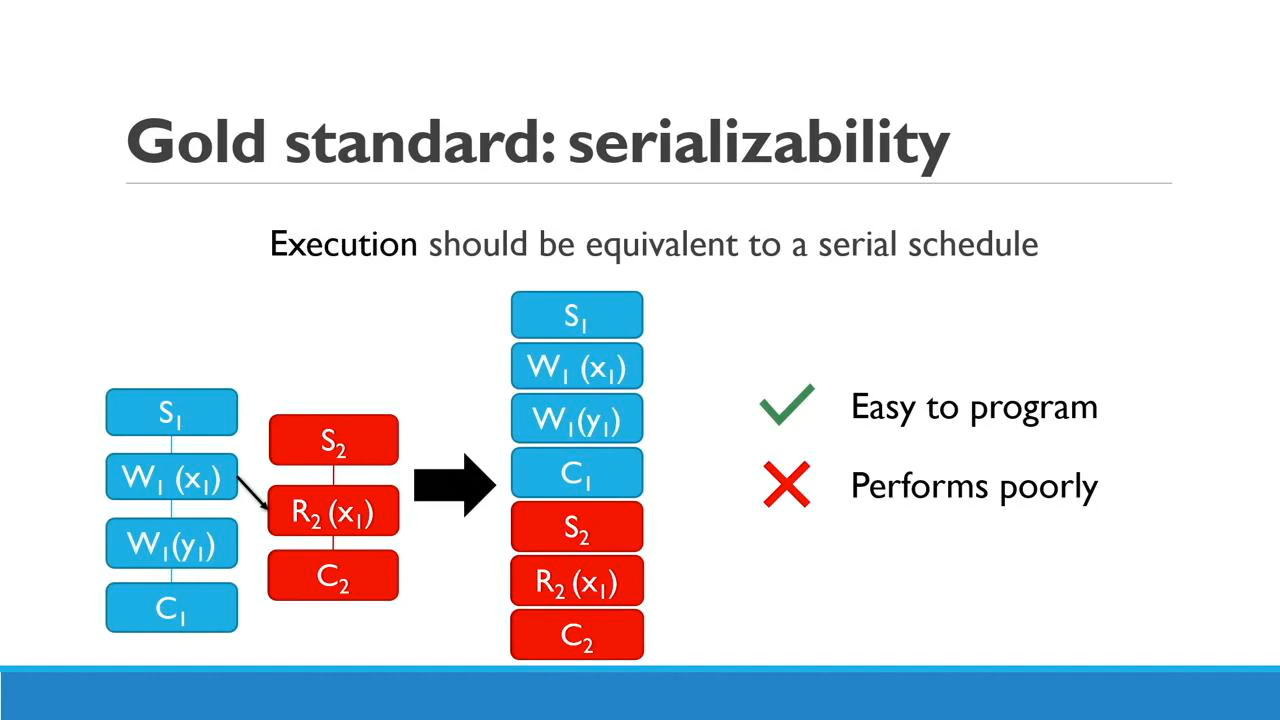 Gold standard: serializability
Execution should be equivalent to a serial schedule
S₁
W₁ (x₁)
W₁(y₁)
C₁
S₂
R₂ (x₁)
C₂
S₁
W₁ (x₁)
W₁(y₁)
C₁
S₂
R₂ (x₁)
C₂
Easy to program
Performs poorly